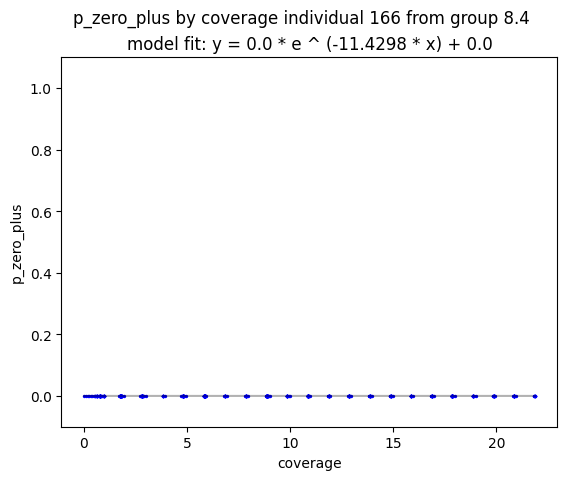 p_zero_plus by coverage individual 166 from group 8.4
model fit: y = 0.0 * e ^ (-11.4298 * x) + 0.0
1.0
0.8
0.6
0.4
0.2
0.0
p_zero_plus
0 5 10 15 20
coverage